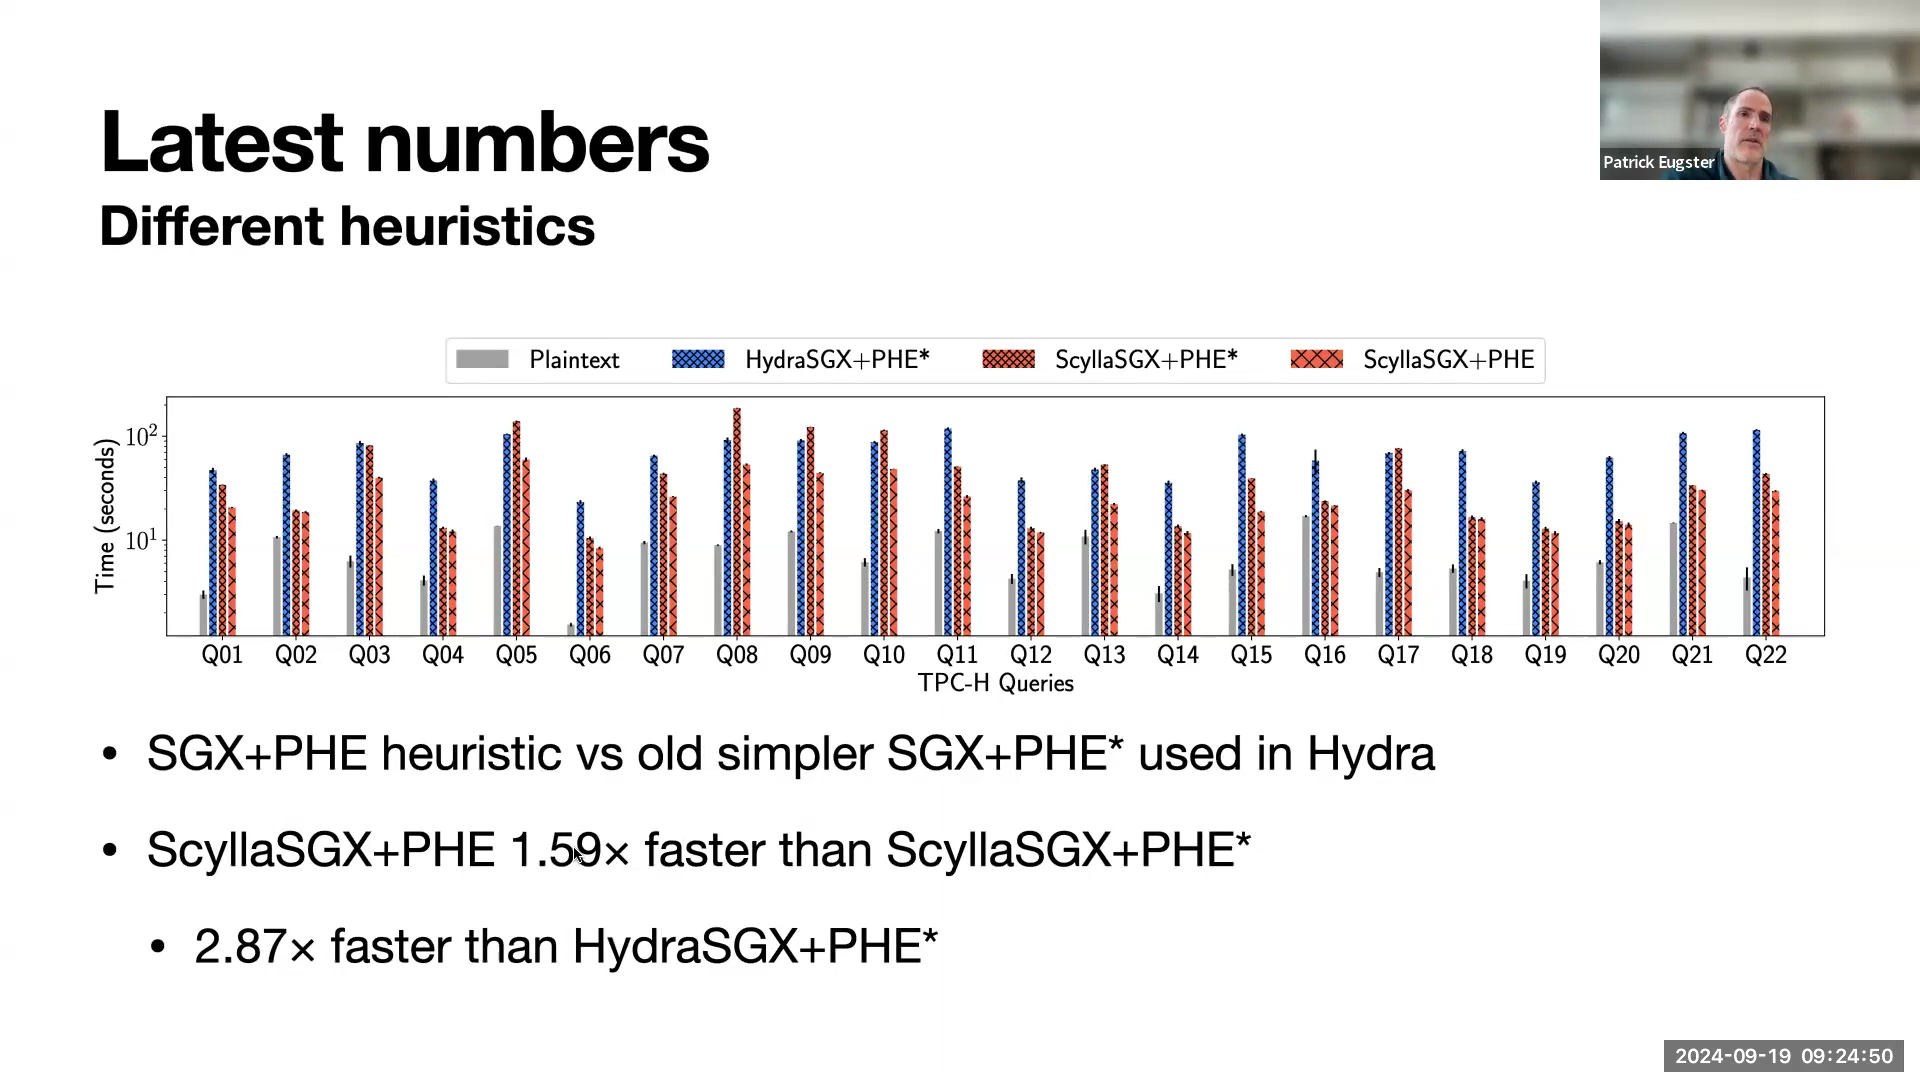 Latest numbers
Patrick Eugster
Different heuristics
Plaintext HydraSGX+PHE* ScyllaSGX+PHE* ScyllaSGX+PHE
Time (seconds)
10²
10¹
Q01 Q02 Q03 Q04 Q05 Q06 Q07 Q08 Q09 Q10 Q11 Q12 Q13 Q14 Q15 Q16 Q17 Q18 Q19 Q20 Q21 Q22
TPC-H Queries
• SGX+PHE heuristic vs old simpler SGX+PHE* used in Hydra
• ScyllaSGX+PHE 1.59× faster than ScyllaSGX+PHE*
• 2.87× faster than HydraSGX+PHE*
2024-09-19 09:24:50